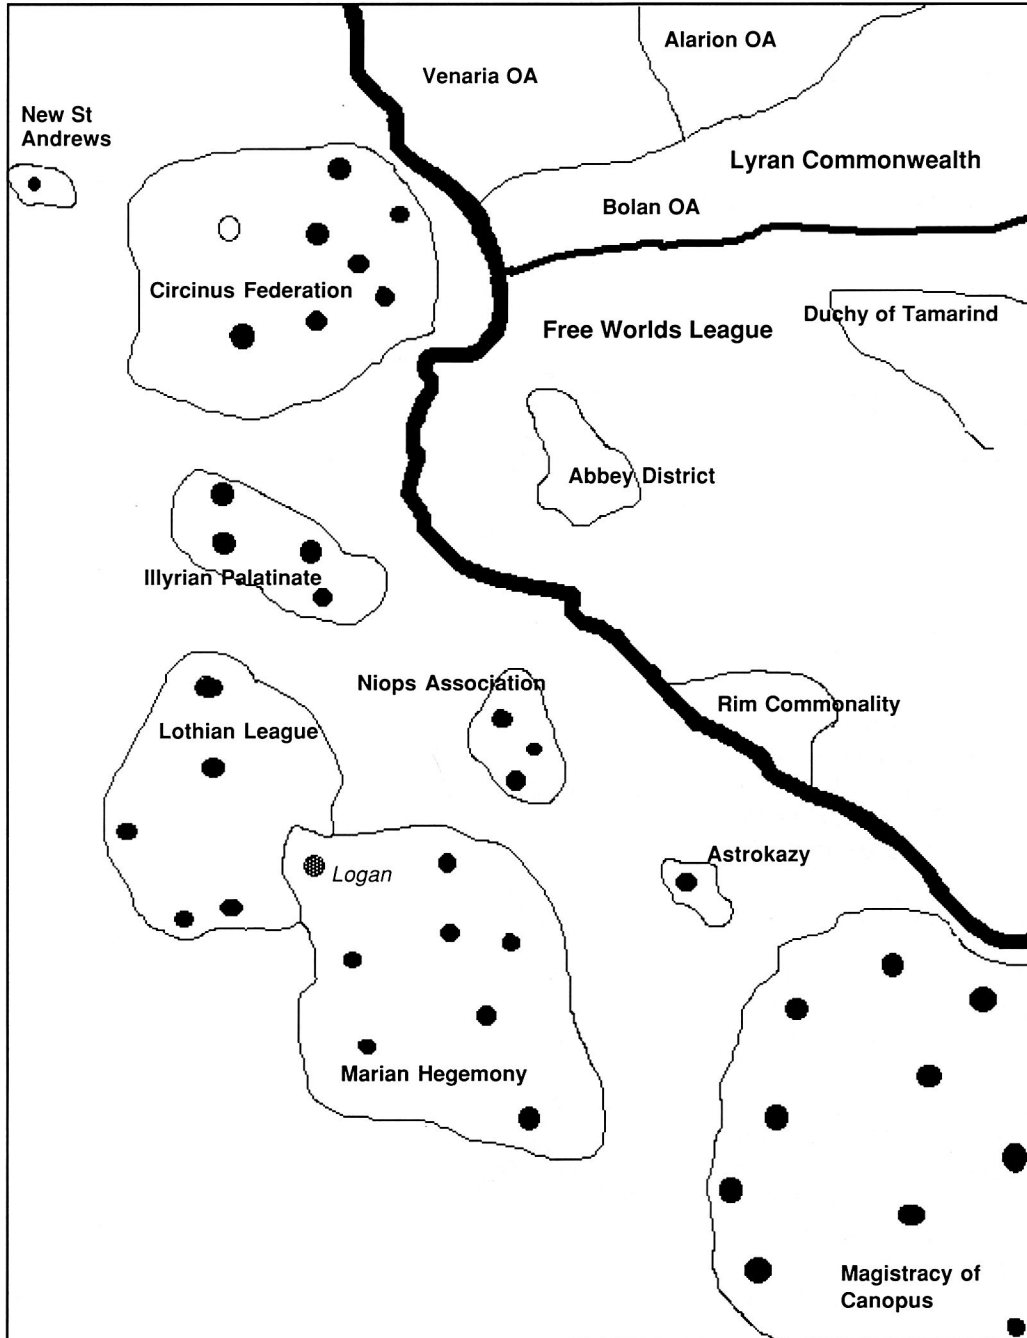 Alarion OA
Venaria OA
New St
Andrews
Lyran Commonwealth
Bolan OA
Circinus Federation
Duchy of Tamarind
Free Worlds League
Abbey District
Illyrian Palatinate
Niops Association
Rim Commonality
Lothian League
Astrokazy
Logan
Marian Hegemony
Magistracy of
Canopus